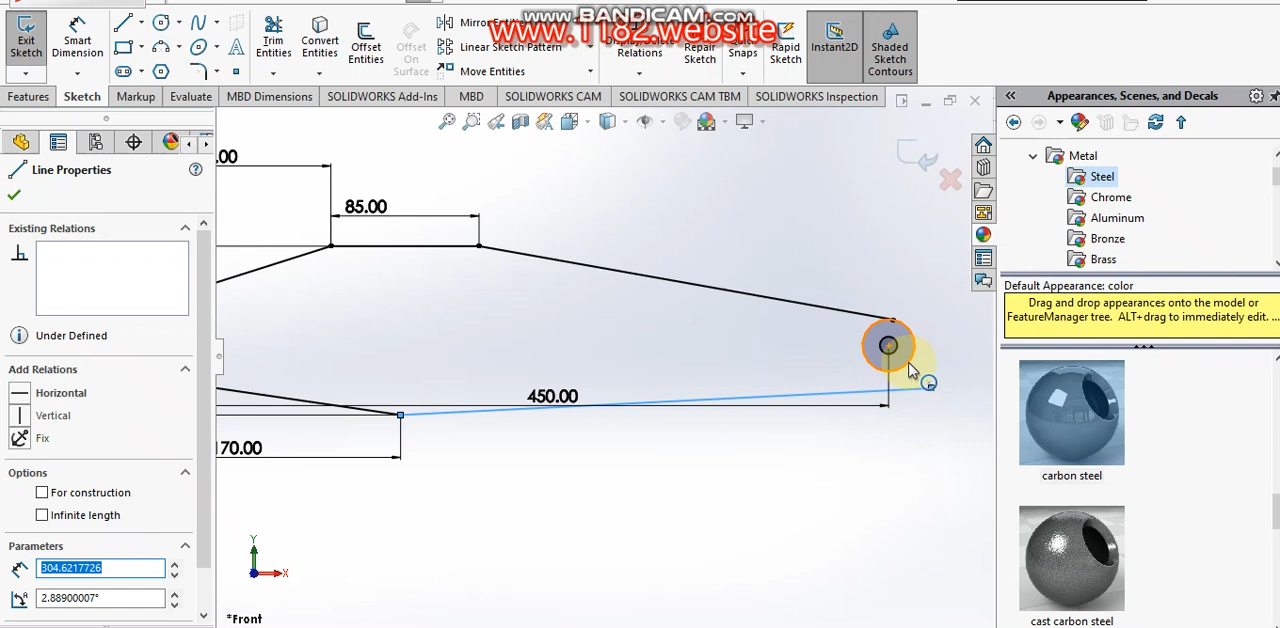 www.BANDICAM.com
www.1182.website
Exit Sketch
Smart Dimension
Trim Entities
Convert Entities
Offset Entities
Offset On Surface
Mirror Entities
Linear Sketch Pattern
Move Entities
Display/Delete Relations
Repair Sketch
Quick Snaps
Rapid Sketch
Instant2D
Shaded Sketch Contours
Features
Sketch
Markup
Evaluate
MBD Dimensions
SOLIDWORKS Add-Ins
MBD
SOLIDWORKS CAM
SOLIDWORKS CAM TBM
SOLIDWORKS Inspection
Appearances, Scenes, and Decals
Line Properties
Existing Relations
Under Defined
Add Relations
Horizontal
Vertical
Fix
Options
For construction
Infinite length
Parameters
304.6217726
2.88900007°
.00
85.00
450.00
170.00
Y
X
*Front
Metal
Steel
Chrome
Aluminum
Bronze
Brass
Default Appearance: color
Drag and drop appearances onto the model or
FeatureManager tree. ALT+drag to immediately edit. ...
carbon steel
cast carbon steel